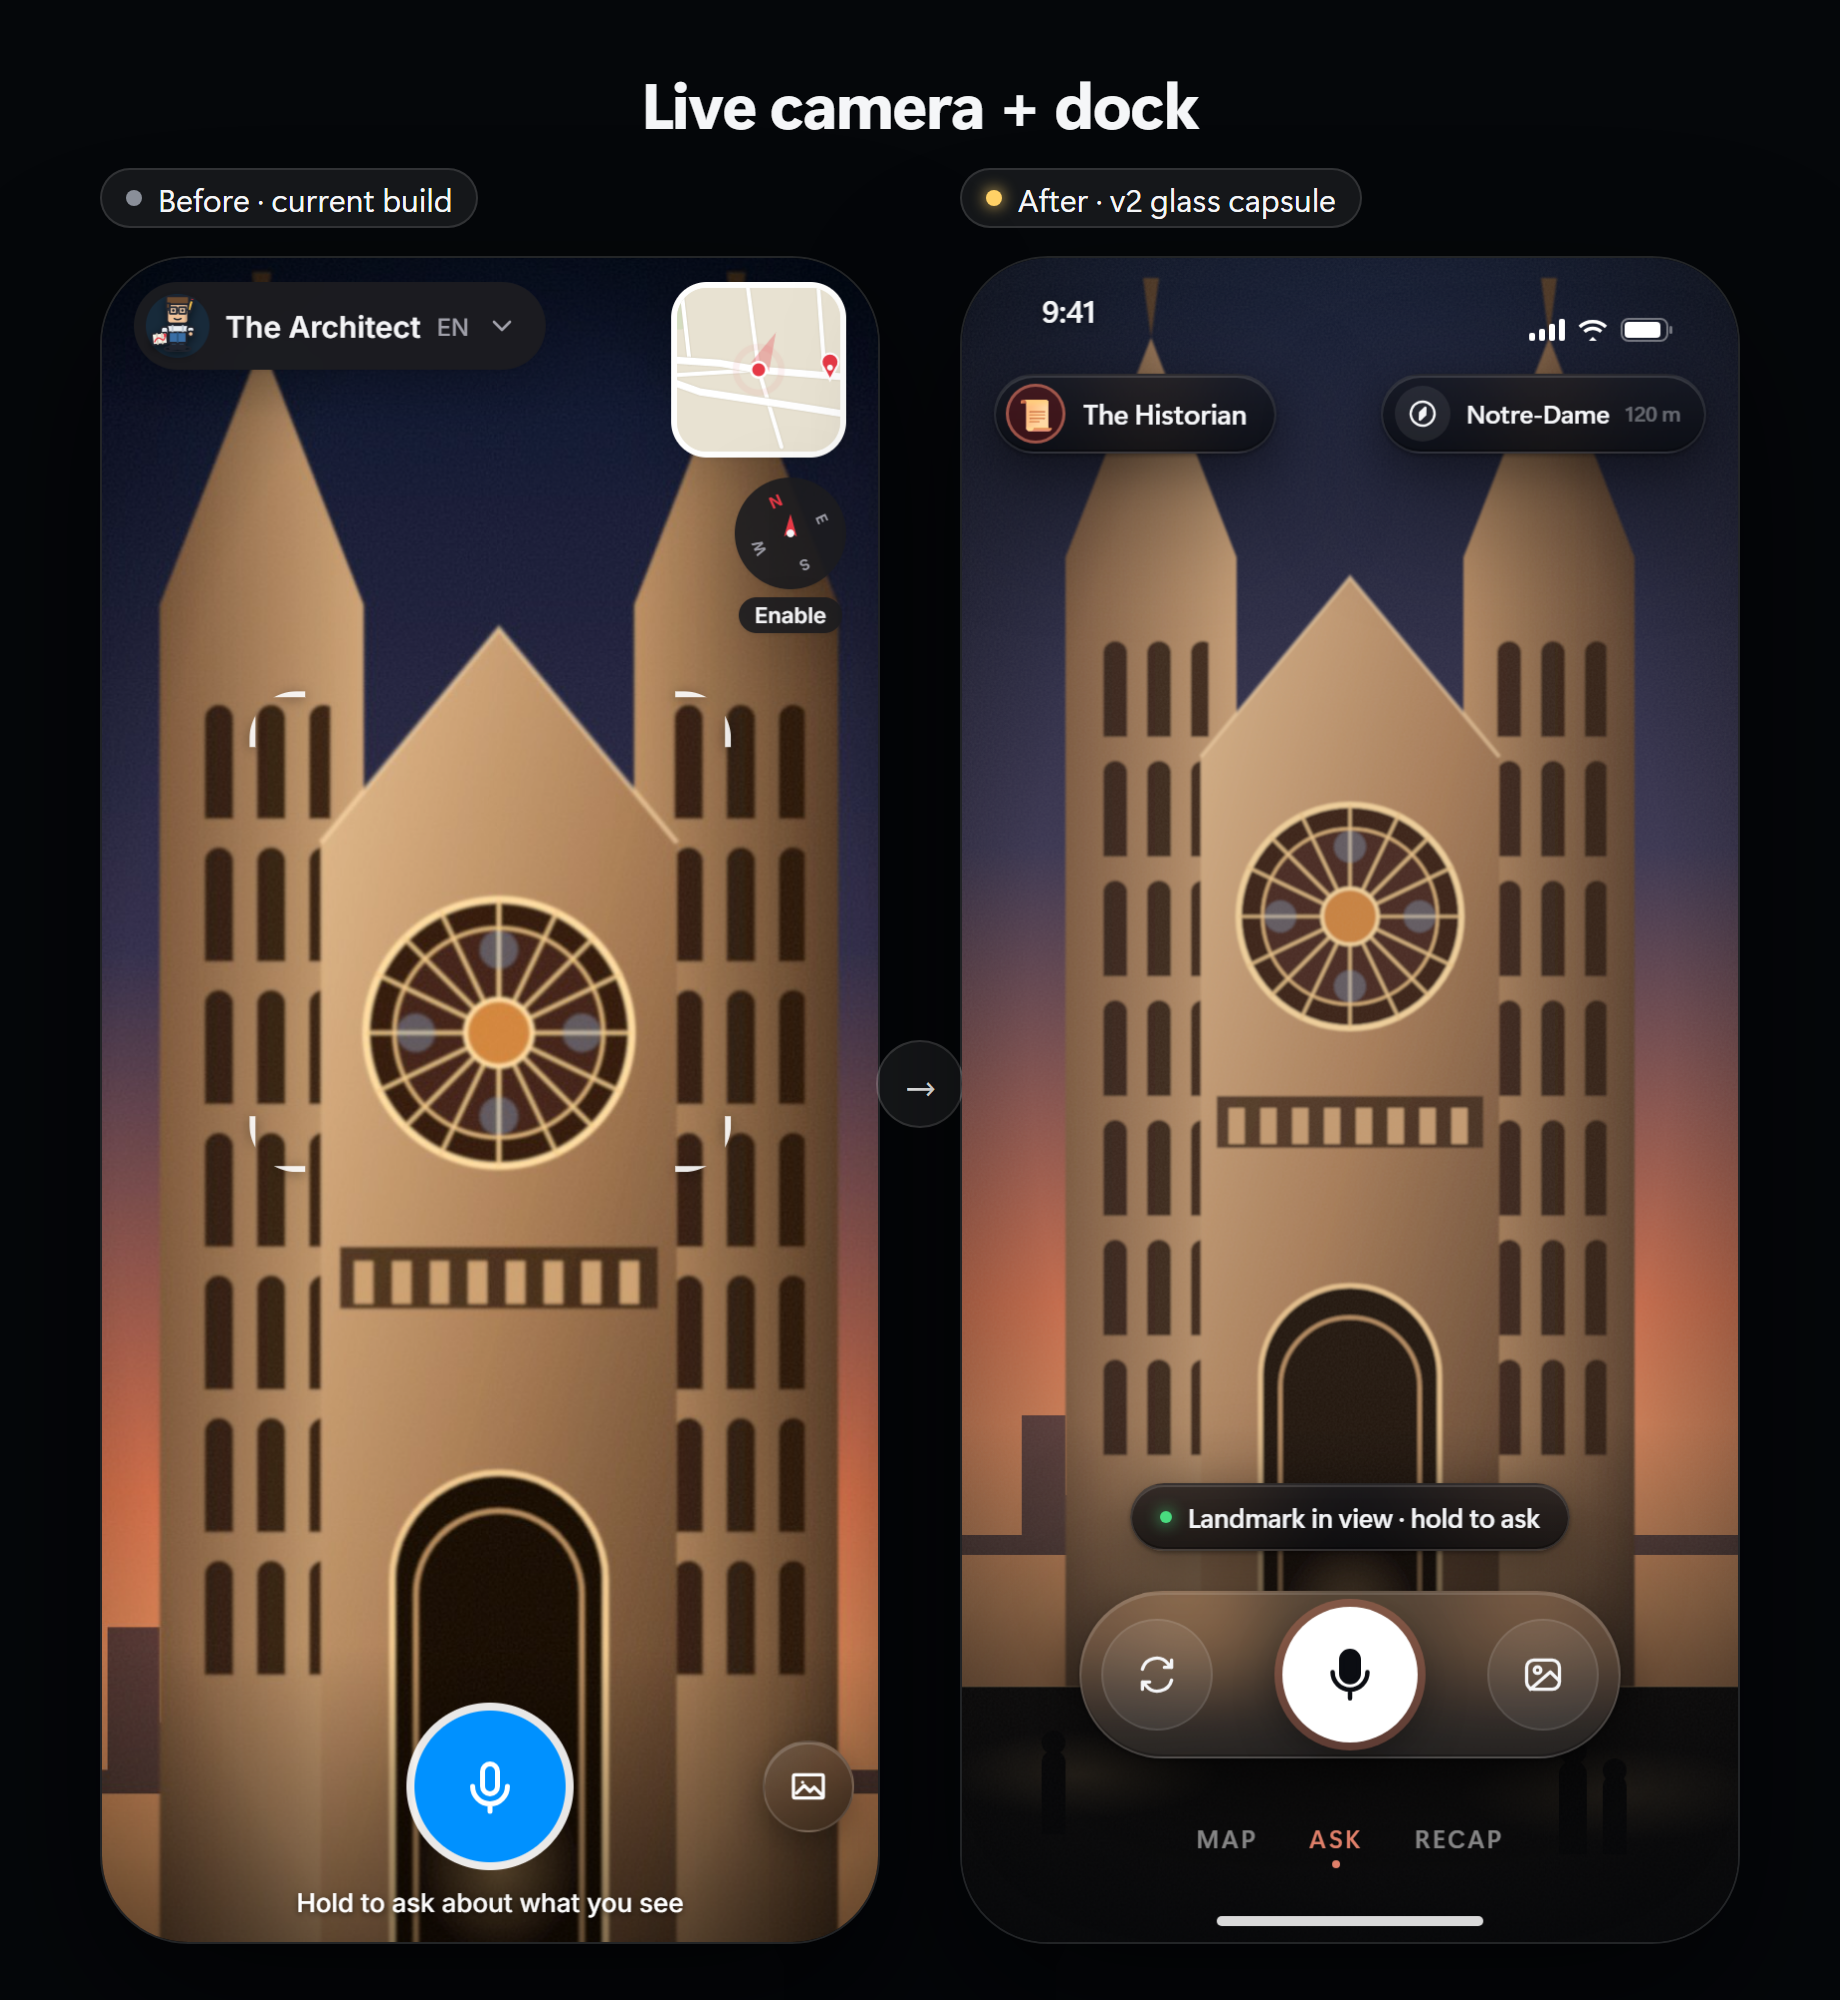 Live camera + dock
Before · current build
The Architect EN
N
E
S
W
Enable
Hold to ask about what you see
→
After · v2 glass capsule
9:41
The Historian
Notre-Dame 120 m
Landmark in view · hold to ask
MAP ASK RECAP